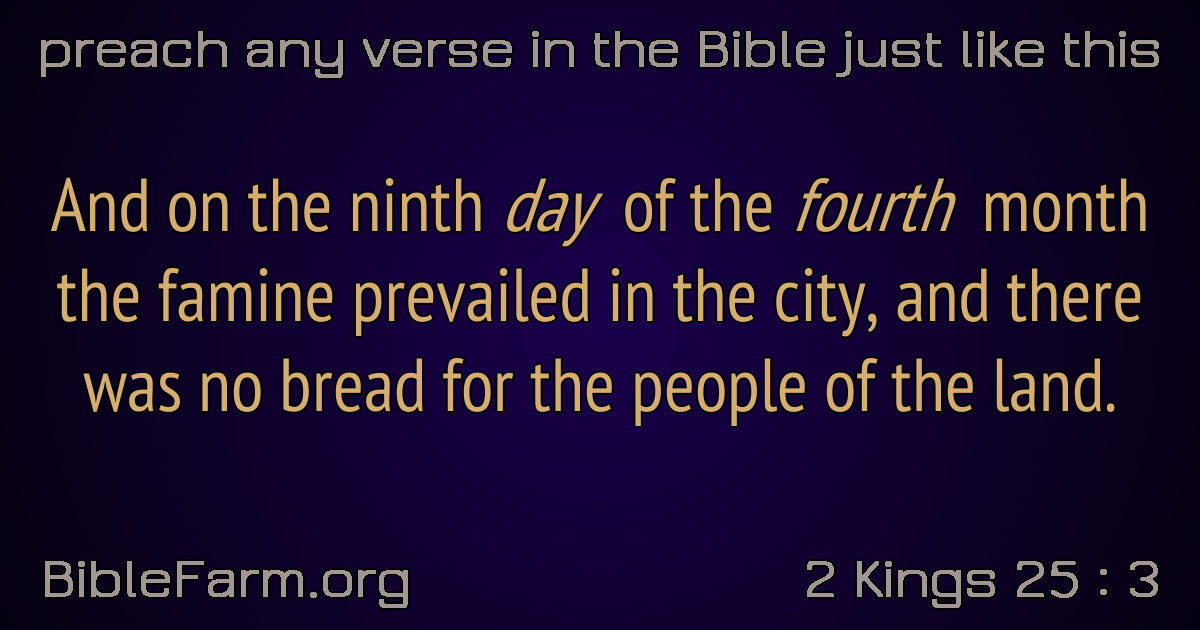 preach any verse in the Bible just like this
And on the ninth day of the fourth month
the famine prevailed in the city, and there
was no bread for the people of the land.
BibleFarm.org
2 Kings 25 : 3